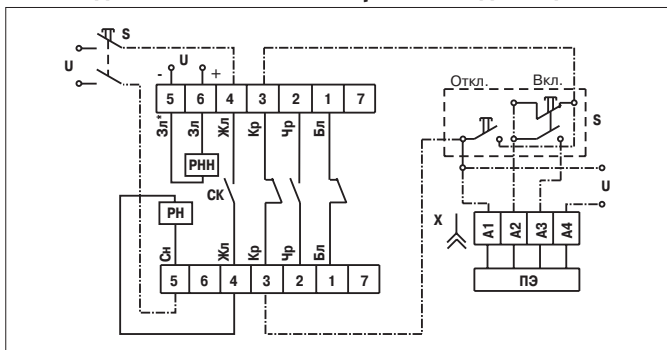 S
U
U
-
+
5 6 4 3 2 1 7
Зл* Зл Жл Кр Чр Бл
РНН
СК
РН
Сн Жл Кр Чр Бл
5 6 4 3 2 1 7
Откл. Вкл.
S
U
X
А1 А2 А3 А4
ПЭ